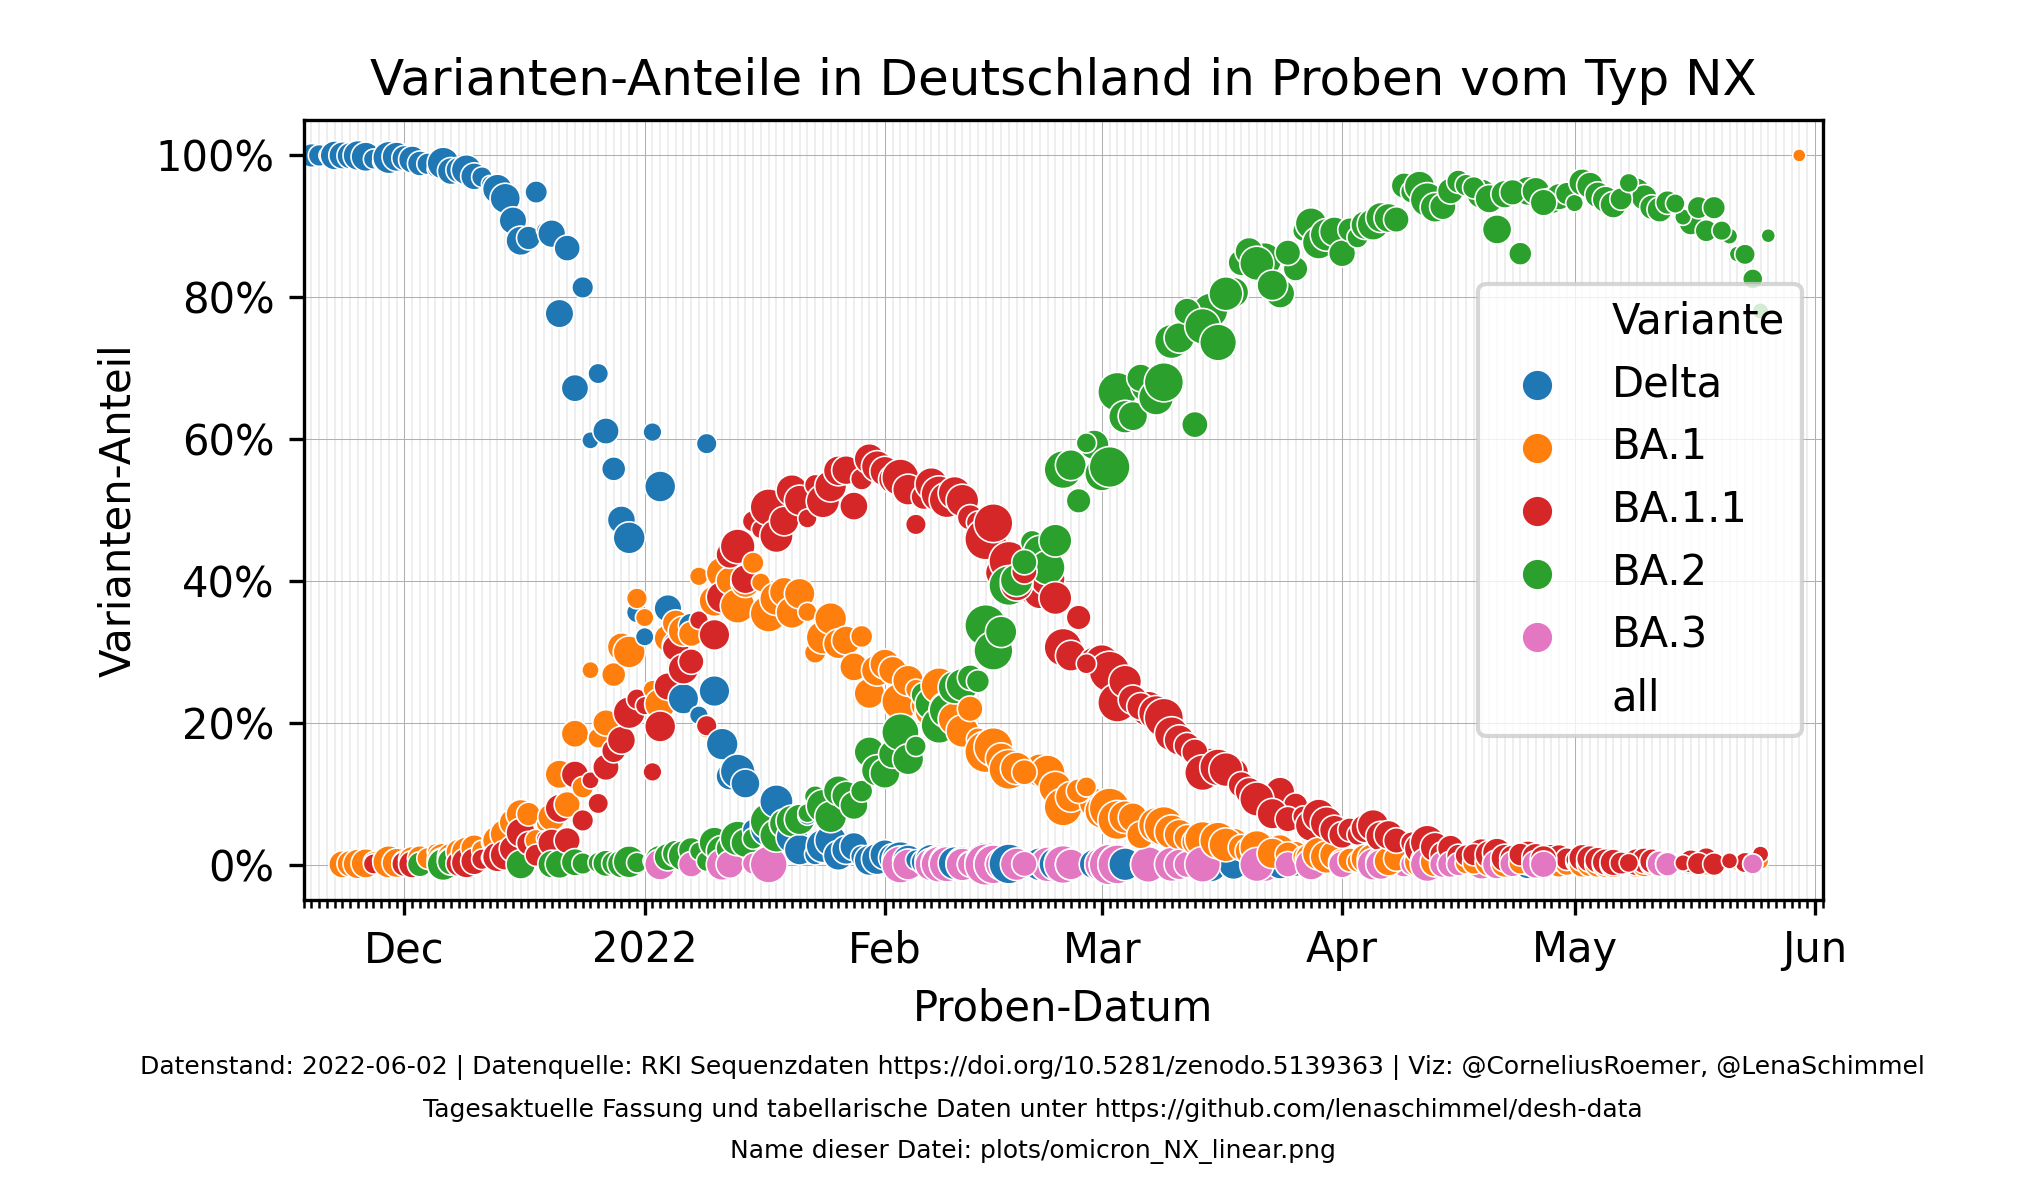 Varianten-Anteile in Deutschland in Proben vom Typ NX
Varianten-Anteil
100%
80%
60%
40%
20%
0%
Variante
Delta
BA.1
BA.1.1
BA.2
BA.3
all
Dec
2022
Feb
Mar
Apr
May
Jun
Proben-Datum
Datenstand: 2022-06-02 | Datenquelle: RKI Sequenzdaten https://doi.org/10.5281/zenodo.5139363 | Viz: @CorneliusRoemer, @LenaSchimmel
Tagesaktuelle Fassung und tabellarische Daten unter https://github.com/lenaschimmel/desh-data
Name dieser Datei: plots/omicron_NX_linear.png